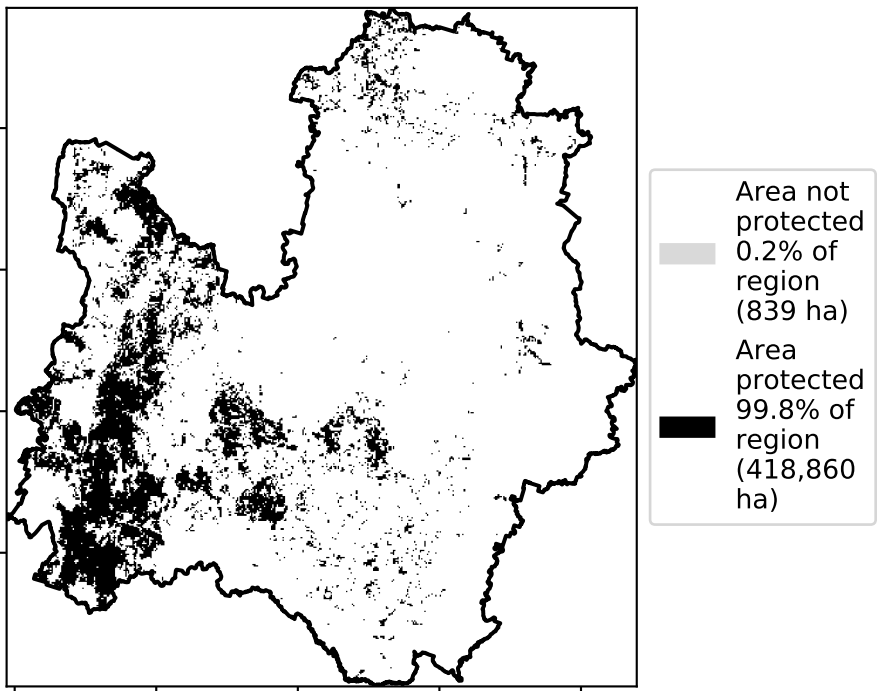 Area not
protected
0.2% of
region
(839 ha)
Area
protected
99.8% of
region
(418,860
ha)